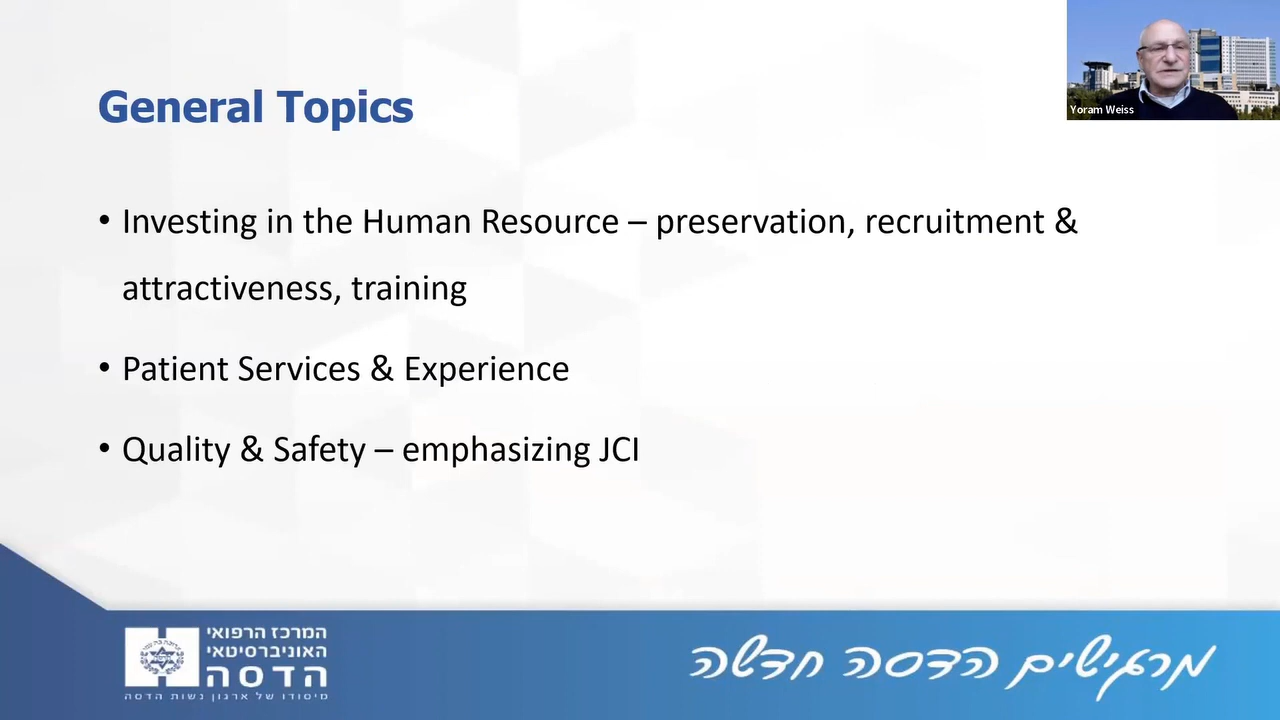 General Topics
Yoram Weiss
• Investing in the Human Resource – preservation, recruitment &
attractiveness, training
• Patient Services & Experience
• Quality & Safety – emphasizing JCI
המרכז הרפואי
האוניברסיטאי
הדסה
מיסודו של ארגון נשות הדסה
מרגישים הדסה חדשה